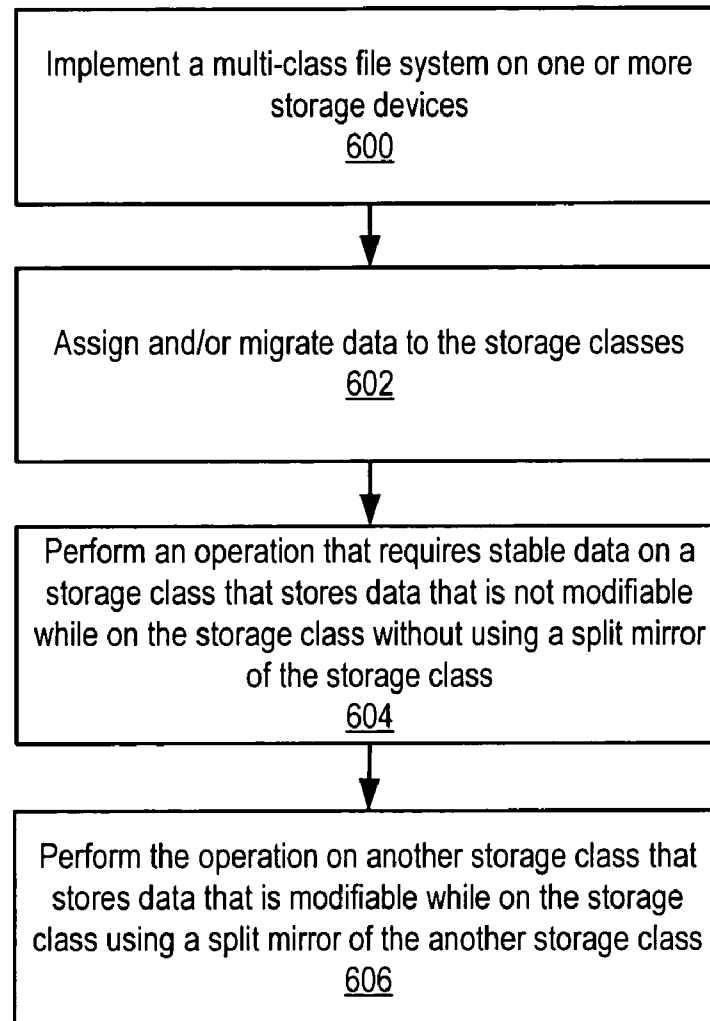 Implement a multi-class file system on one or more
storage devices
600
Assign and/or migrate data to the storage classes
602
Perform an operation that requires stable data on a
storage class that stores data that is not modifiable
while on the storage class without using a split mirror
of the storage class
604
Perform the operation on another storage class that
stores data that is modifiable while on the storage
class using a split mirror of the another storage class
606